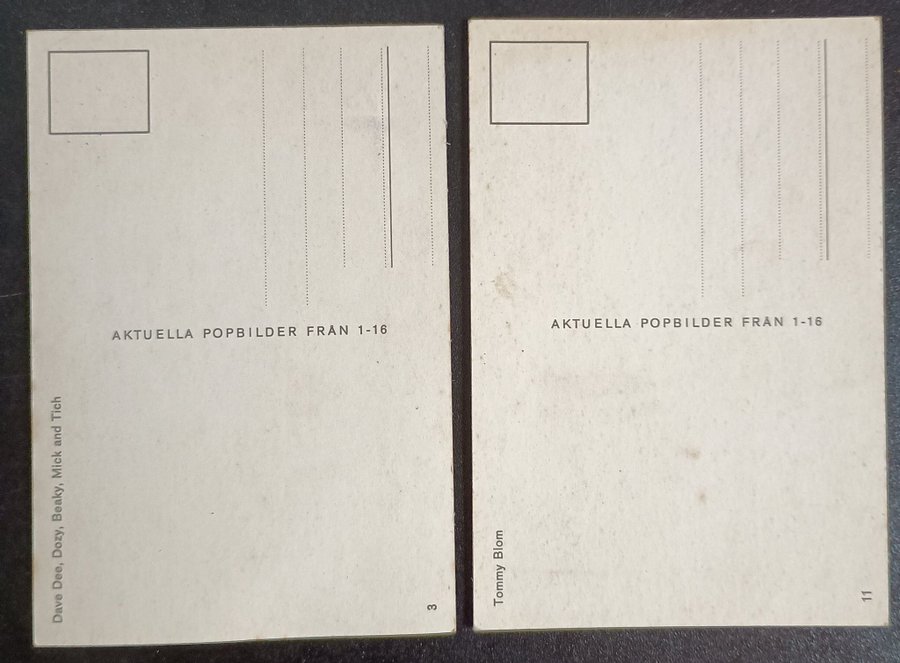 AKTUELLA POPBILDER FRÅN 1-16
Dave Dee, Dozy, Beaky, Mick and Tich
3
AKTUELLA POPBILDER FRÅN 1-16
Tommy Blom
11